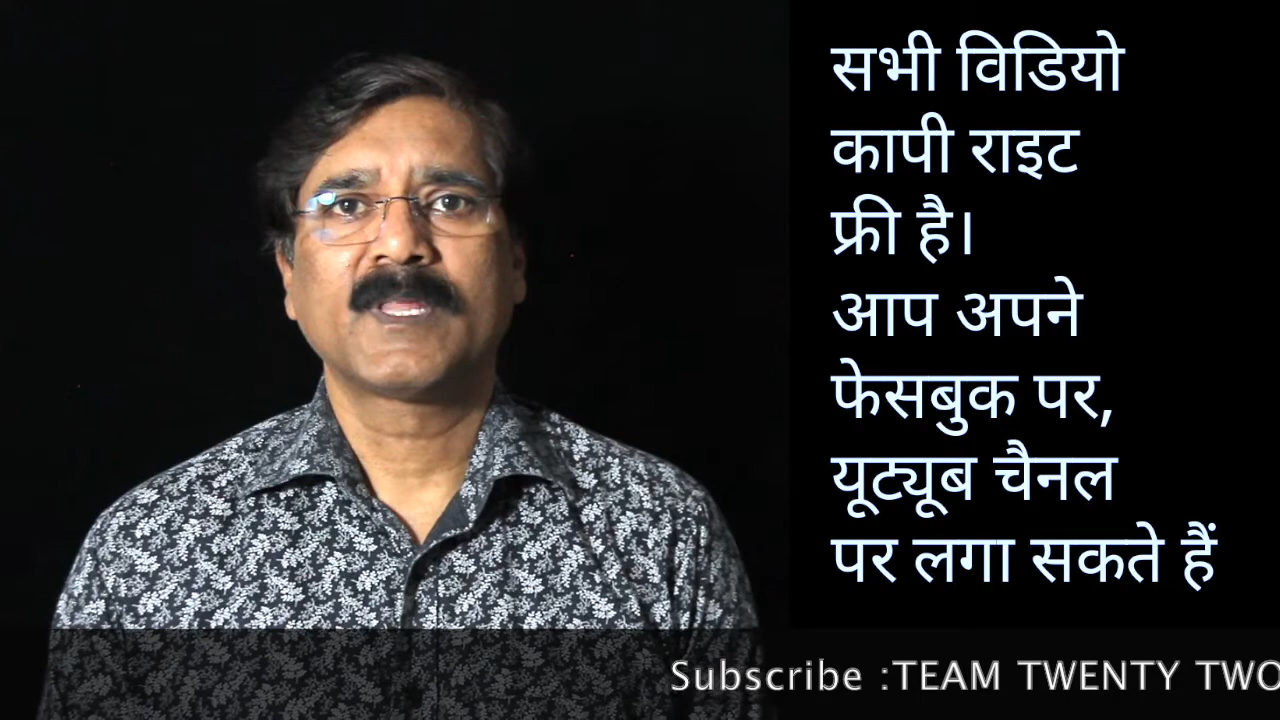 सभी विडियो
कापी राइट
फ्री है।
आप अपने
फेसबुक पर,
यूट्यूब चैनल
पर लगा सकते हैं
Subscribe :TEAM TWENTY TWO